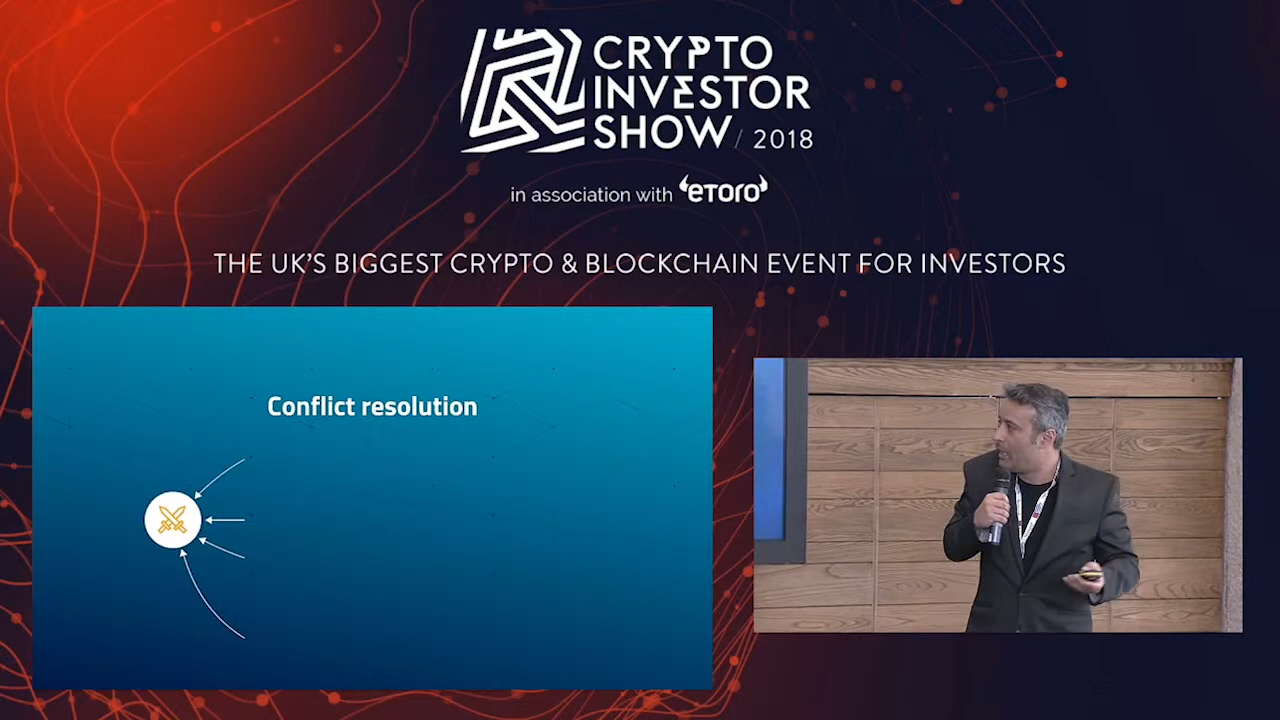 CRYPTO
INVESTOR
SHOW / 2018
in association with eToro
THE UK'S BIGGEST CRYPTO & BLOCKCHAIN EVENT FOR INVESTORS
Conflict resolution